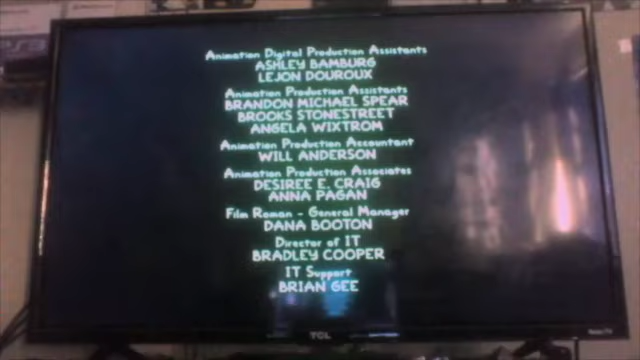 Animation Digital Production Assistants
ASHLEY BAMBURG
LEJON DOUROUX
Animation Production Assistants
BRANDON MICHAEL SPEAR
BROOKS STONESTREET
ANGELA WIXTROM
Animation Production Accountant
WILL ANDERSON
Animation Production Associates
DESIREE E. CRAIG
ANNA PAGAN
Film Roman - General Manager
DANA BOOTON
Director of IT
BRADLEY COOPER
IT Support
BRIAN GEE
TCL
Roku TV